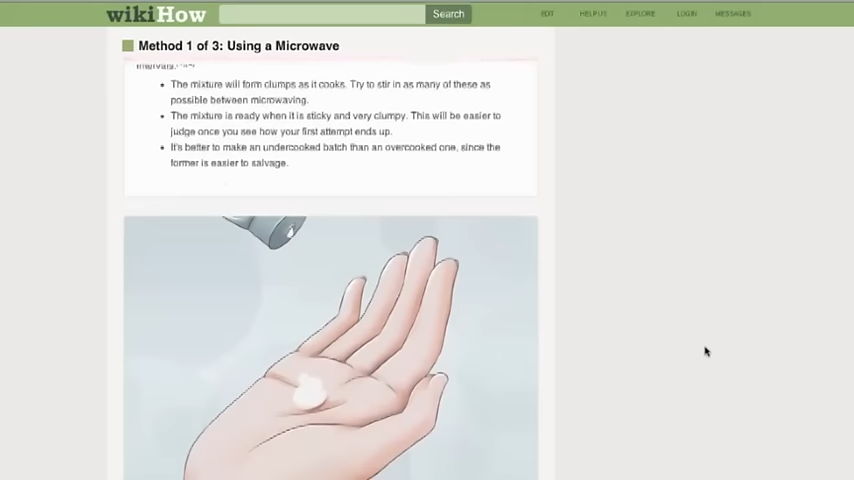 wikiHow
Search
EDIT
HELP US
EXPLORE
LOGIN
MESSAGES
Method 1 of 3: Using a Microwave
The mixture will form clumps as it cooks. Try to stir in as many of these as
possible between microwaving.
The mixture is ready when it is sticky and very clumpy. This will be easier to
judge once you see how your first attempt ends up.
It's better to make an undercooked batch than an overcooked one, since the
former is easier to salvage.